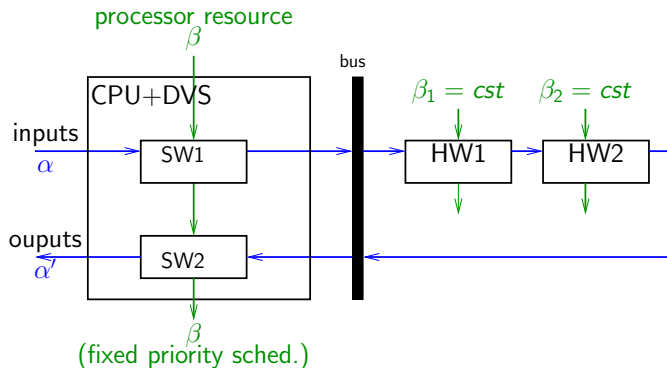 processor resource
β
bus
CPU+DVS
β₁ = cst
β₂ = cst
inputs
α
SW1
HW1
HW2
ouputs
α′
SW2
β
(fixed priority sched.)